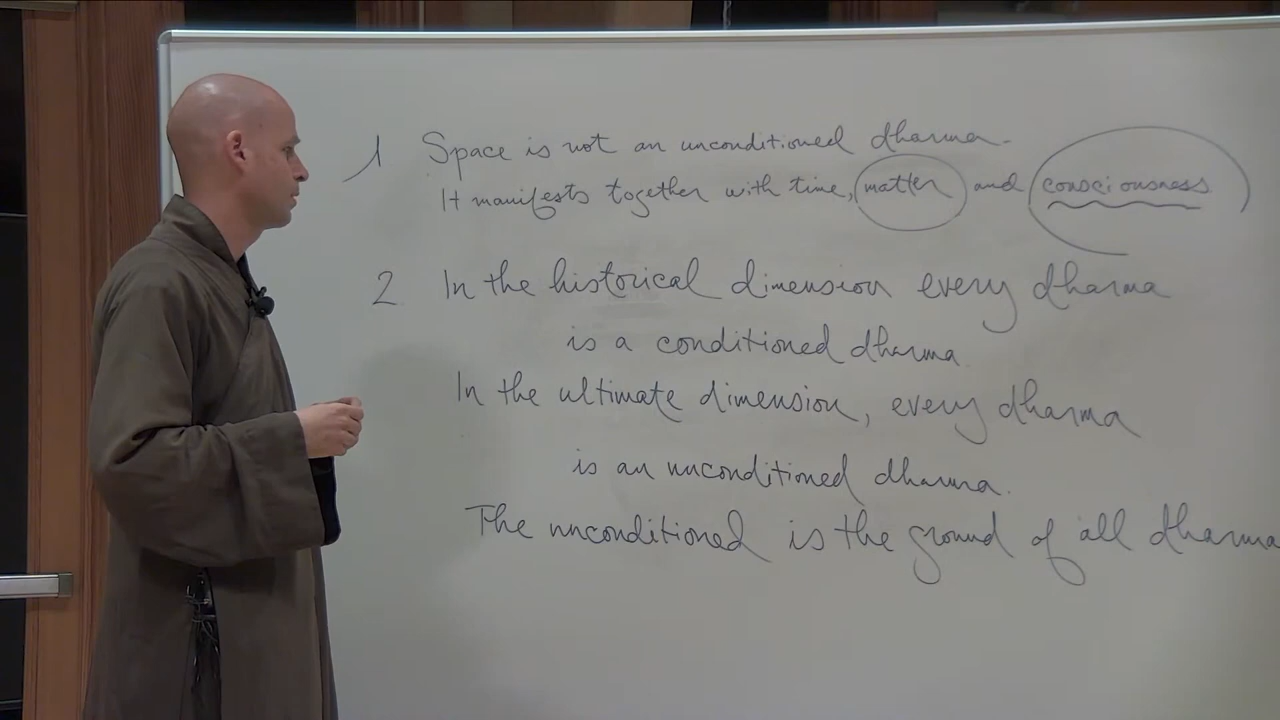 1 Space is not an unconditioned dharma.
It manifests together with time, matter and consciousness
2 In the historical dimension every dharma
is a conditioned dharma.
In the ultimate dimension, every dharma
is an unconditioned dharma.
The unconditioned is the ground of all dharma